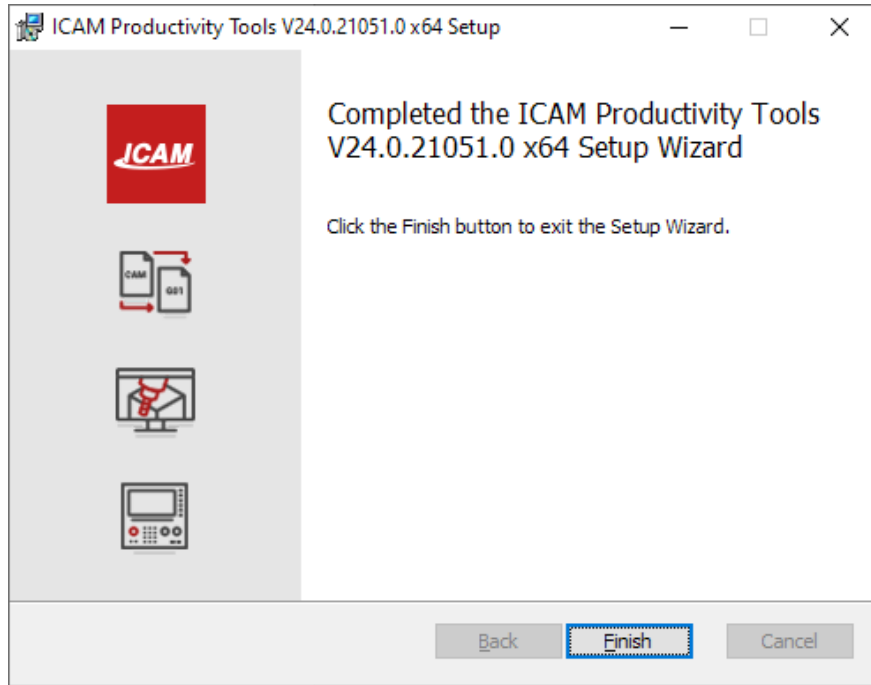 ICAM Productivity Tools V24.0.21051.0 x64 Setup
ICAM
Completed the ICAM Productivity Tools
V24.0.21051.0 x64 Setup Wizard
Click the Finish button to exit the Setup Wizard.
CAM
G01
Back
Finish
Cancel